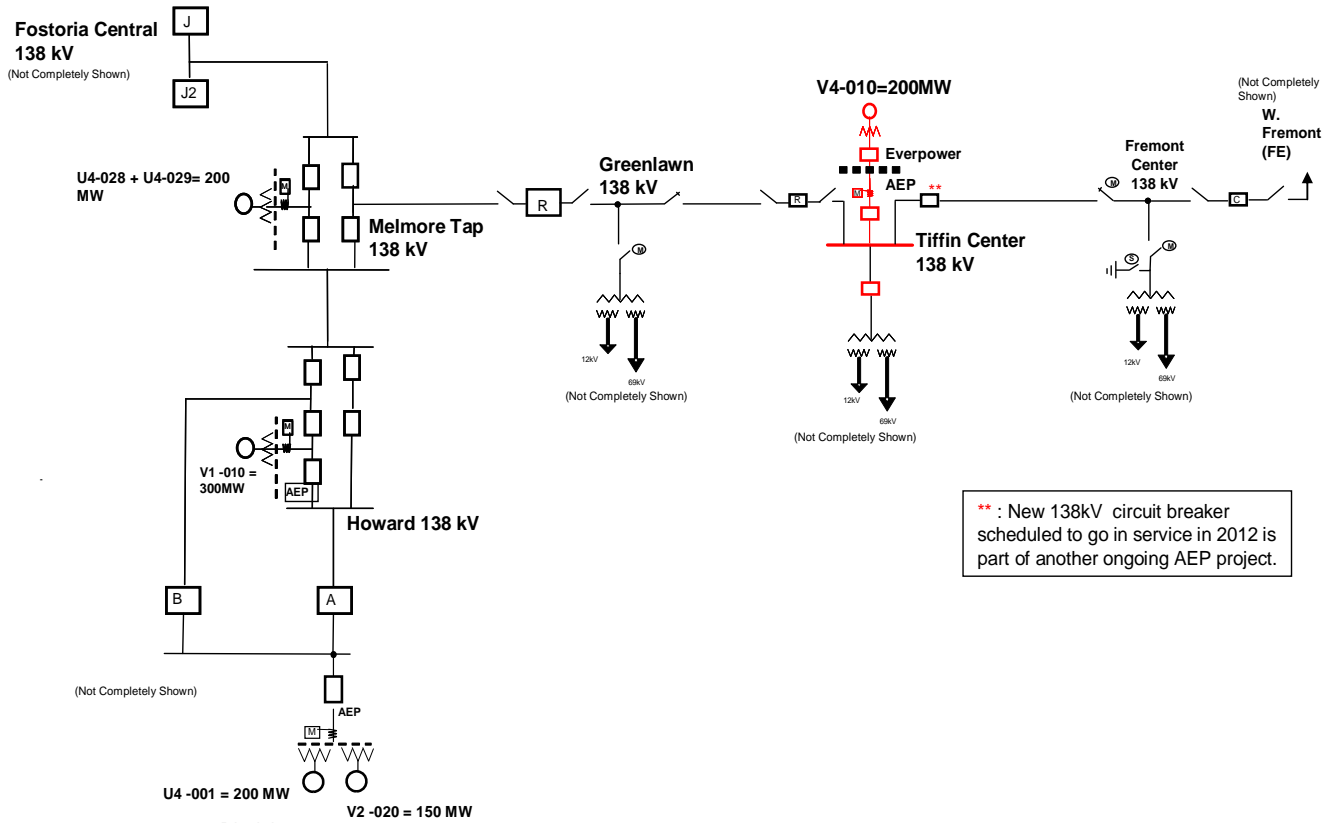 Fostoria Central
138 kV
(Not Completely Shown)
J
J2
U4-028 + U4-029= 200
MW
M
Melmore Tap
138 kV
R
Greenlawn
138 kV
12kV
69kV
(Not Completely Shown)
V4-010=200MW
Everpower
AEP
M
**
R
Tiffin Center
138 kV
12kV
69kV
(Not Completely Shown)
Fremont
Center
138 kV
M
C
M
S
12kV
69kV
(Not Completely Shown)
(Not Completely
Shown)
W.
Fremont
(FE)
M
V1 -010 =
300MW
AEP
Howard 138 kV
B
A
(Not Completely Shown)
AEP
M
U4 -001 = 200 MW
V2 -020 = 150 MW
** : New 138kV circuit breaker
scheduled to go in service in 2012 is
part of another ongoing AEP project.